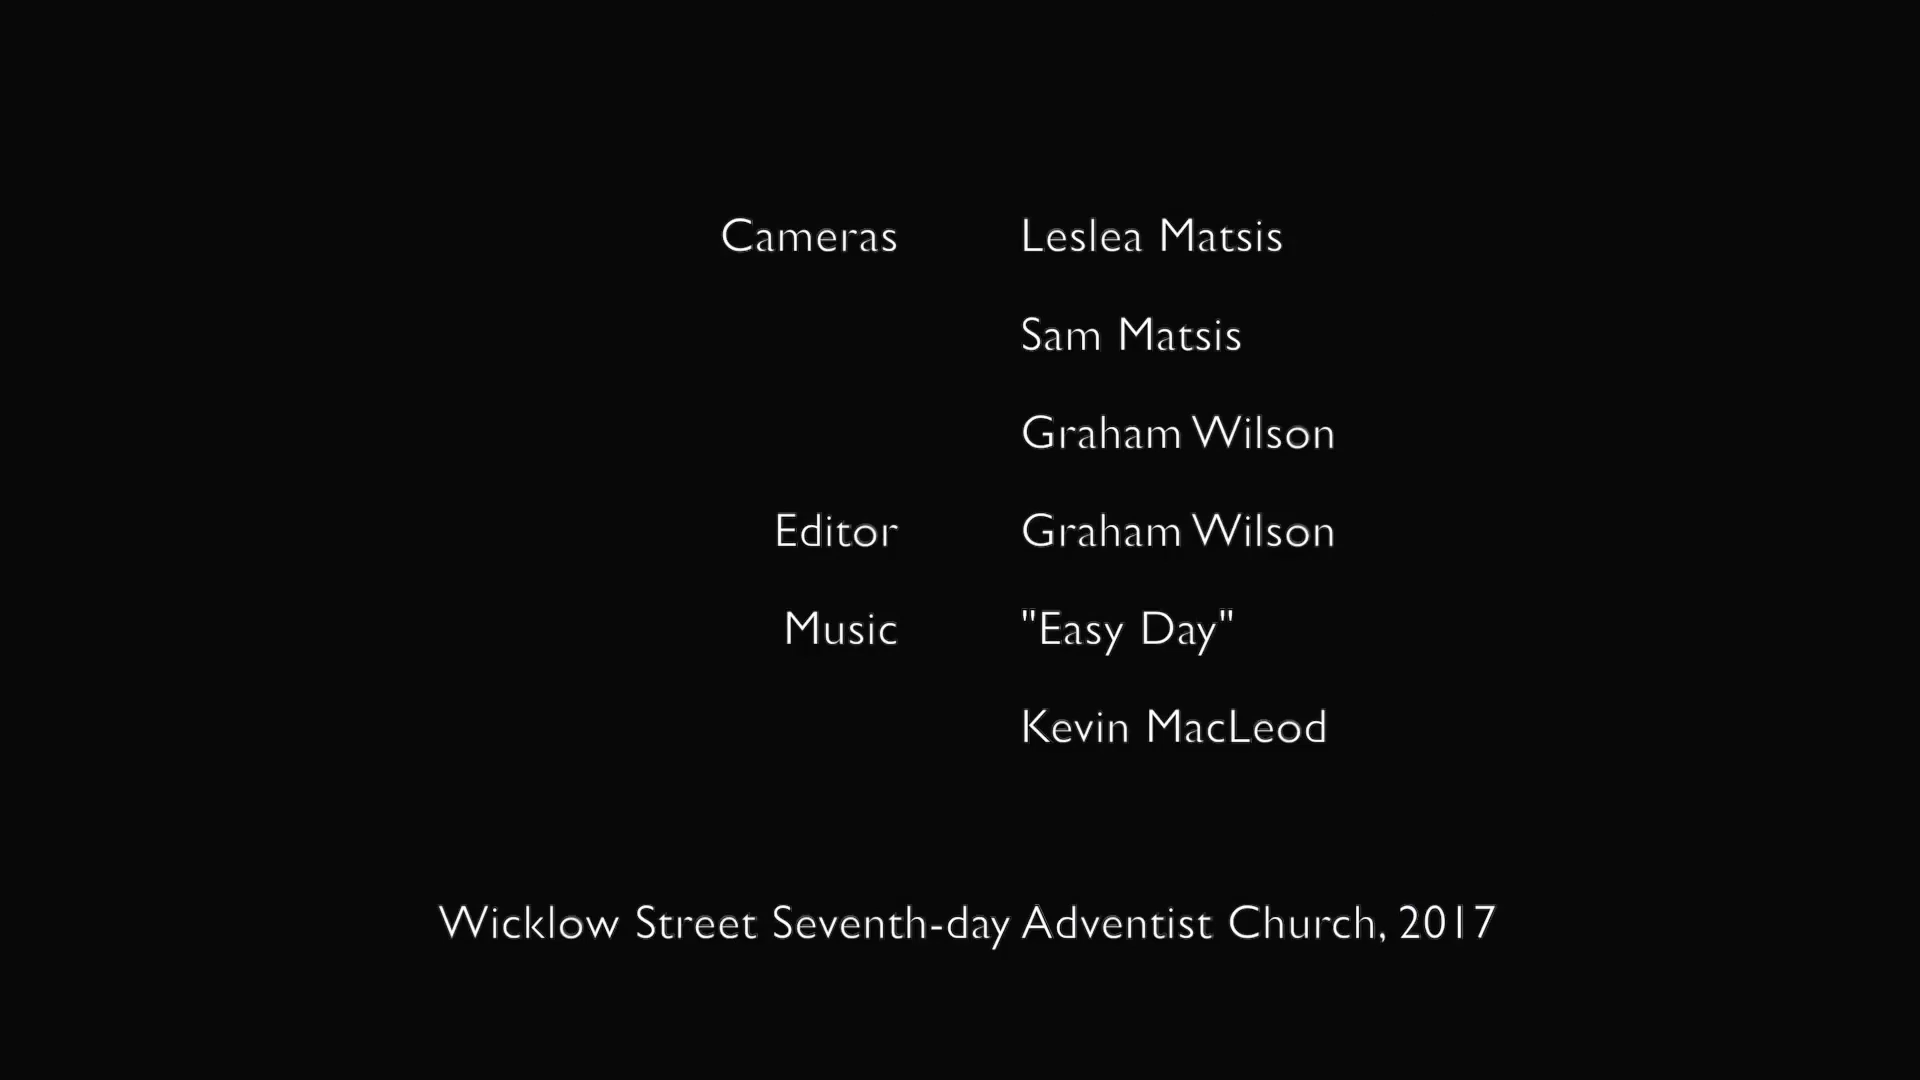 Cameras Leslea Matsis
Sam Matsis
Graham Wilson
Editor Graham Wilson
Music "Easy Day"
Kevin MacLeod
Wicklow Street Seventh-day Adventist Church, 2017